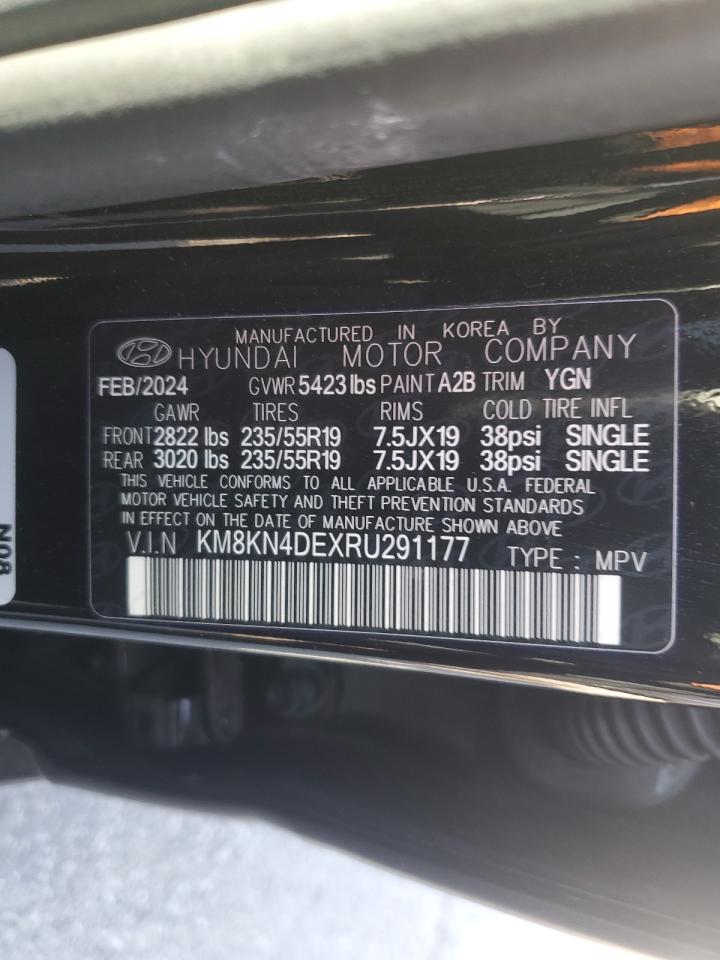 MANUFACTURED IN KOREA BY
HYUNDAI MOTOR COMPANY
FEB/2024 GVWR 5423 lbs PAINT A2B TRIM YGN
GAWR TIRES RIMS COLD TIRE INFL
FRONT 2822 lbs 235/55R19 7.5JX19 38psi SINGLE
REAR 3020 lbs 235/55R19 7.5JX19 38psi SINGLE
THIS VEHICLE CONFORMS TO ALL APPLICABLE U.S.A. FEDERAL
MOTOR VEHICLE SAFETY AND THEFT PREVENTION STANDARDS
IN EFFECT ON THE DATE OF MANUFACTURE SHOWN ABOVE
V.I.N KM8KN4DEXRU291177 TYPE : MPV
N08